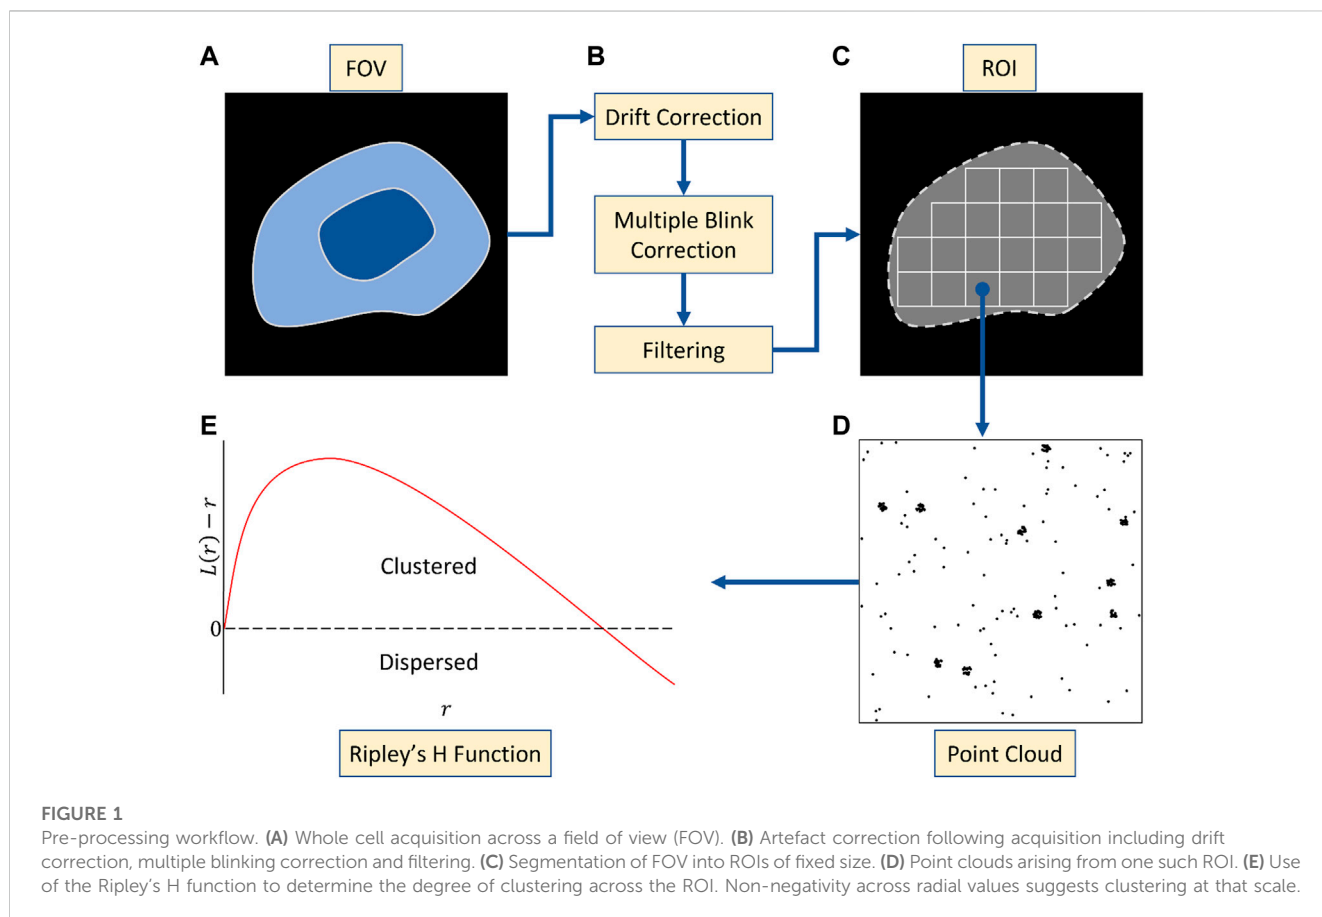 A
FOV
B
Drift Correction
Multiple Blink
Correction
Filtering
C
ROI
D
Point Cloud
E
L(r) − r
0
Clustered
Dispersed
r
Ripley’s H Function
FIGURE 1
Pre-processing workflow. (A) Whole cell acquisition across a field of view (FOV). (B) Artefact correction following acquisition including drift
correction, multiple blinking correction and filtering. (C) Segmentation of FOV into ROIs of fixed size. (D) Point clouds arising from one such ROI. (E) Use
of the Ripley’s H function to determine the degree of clustering across the ROI. Non-negativity across radial values suggests clustering at that scale.